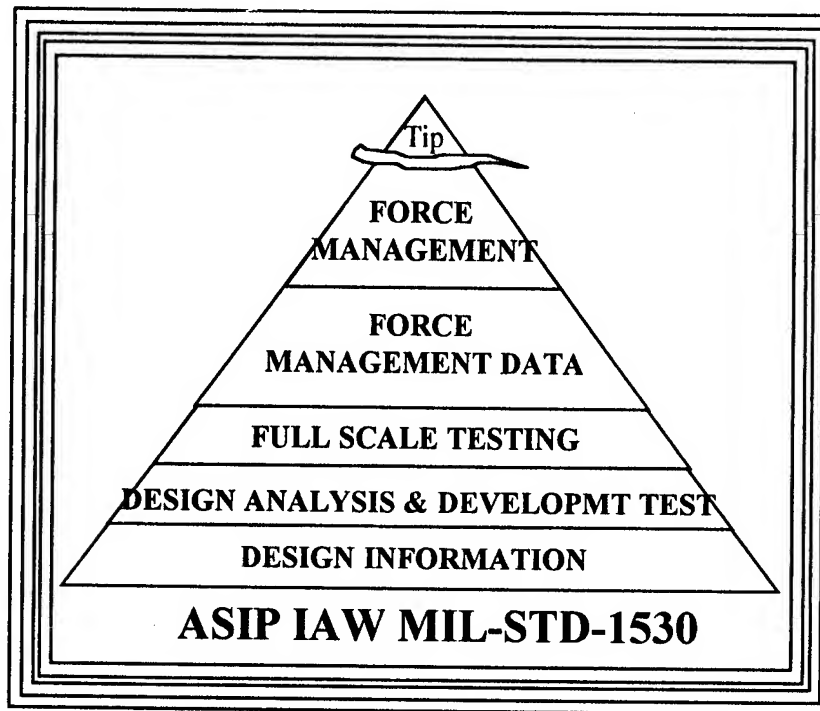 Tip
FORCE
MANAGEMENT
FORCE
MANAGEMENT DATA
FULL SCALE TESTING
DESIGN ANALYSIS & DEVELOPMT TEST
DESIGN INFORMATION
ASIP IAW MIL-STD-1530